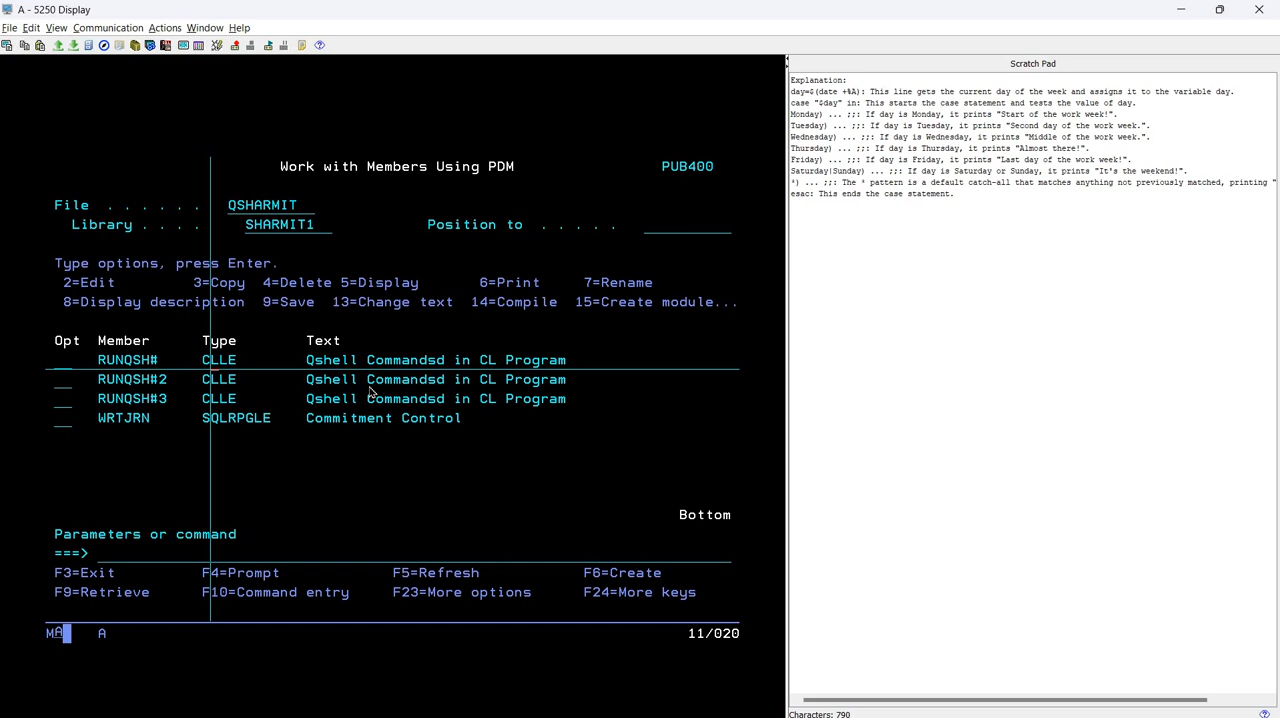 A - 5250 Display
File Edit View Communication Actions Window Help
Work with Members Using PDM PUB400
File . . . . . . QSHARMIT
Library . . . . SHARMIT1 Position to . . . . .
Type options, press Enter.
2=Edit 3=Copy 4=Delete 5=Display 6=Print 7=Rename
8=Display description 9=Save 13=Change text 14=Compile 15=Create module...
Opt Member Type Text
RUNQSH# CLLE Qshell Commandsd in CL Program
RUNQSH#2 CLLE Qshell Commandsd in CL Program
RUNQSH#3 CLLE Qshell Commandsd in CL Program
WRTJRN SQLRPGLE Commitment Control
Bottom
Parameters or command
===>
F3=Exit F4=Prompt F5=Refresh F6=Create
F9=Retrieve F10=Command entry F23=More options F24=More keys
MA A 11/020
Scratch Pad
Explanation:
day=$(date +%A): This line gets the current day of the week and assigns it to the variable day.
case "$day" in: This starts the case statement and tests the value of day.
Monday) ... ;;: If day is Monday, it prints "Start of the work week!".
Tuesday) ... ;;: If day is Tuesday, it prints "Second day of the work week.".
Wednesday) ... ;;: If day is Wednesday, it prints "Middle of the work week.".
Thursday) ... ;;: If day is Thursday, it prints "Almost there!".
Friday) ... ;;: If day is Friday, it prints "Last day of the work week!".
Saturday|Sunday) ... ;;: If day is Saturday or Sunday, it prints "It's the weekend!".
*) ... ;;: The * pattern is a default catch-all that matches anything not previously matched, printing "
esac: This ends the case statement.
Characters: 790